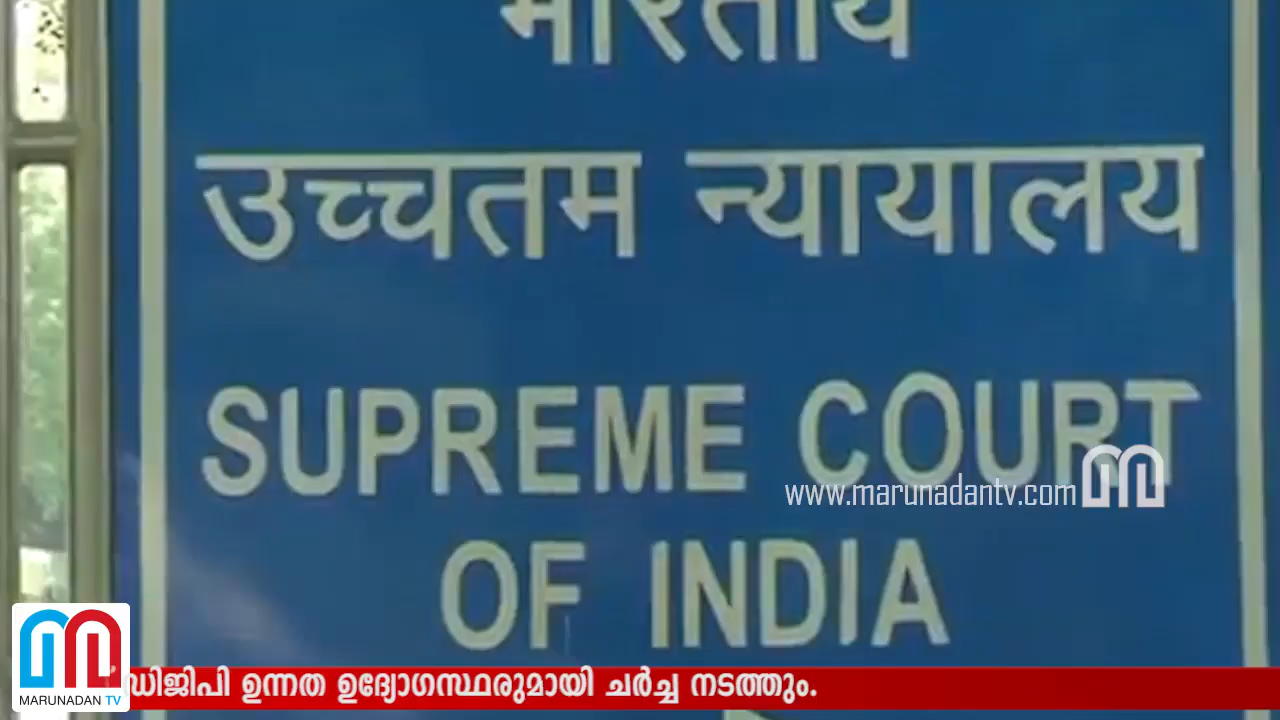 भारतीय
उच्चतम न्यायालय
SUPREME COURT
OF INDIA
www.marunadantv.com
MARUNADAN TV
ഡിജിപി ഉന്നത ഉദ്യോഗസ്ഥരുമായി ചർച്ച നടത്തും.